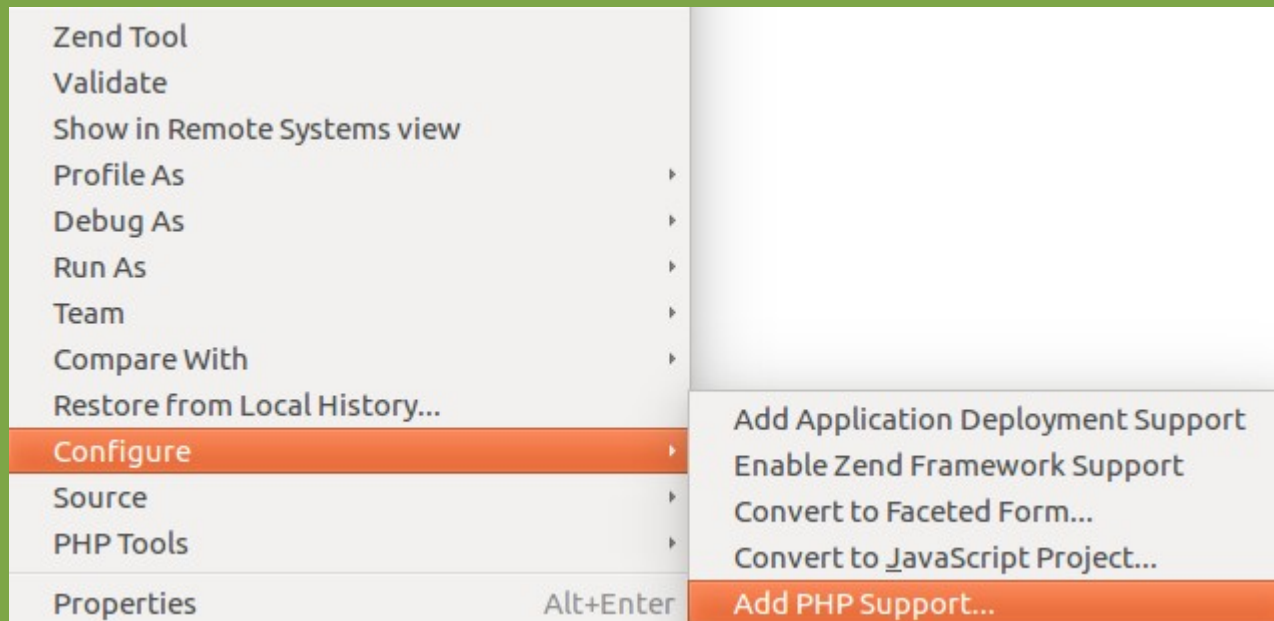 Zend Tool
Validate
Show in Remote Systems view
Profile As
Debug As
Run As
Team
Compare With
Restore from Local History...
Configure
Source
PHP Tools
Properties Alt+Enter
Add Application Deployment Support
Enable Zend Framework Support
Convert to Faceted Form...
Convert to JavaScript Project...
Add PHP Support...